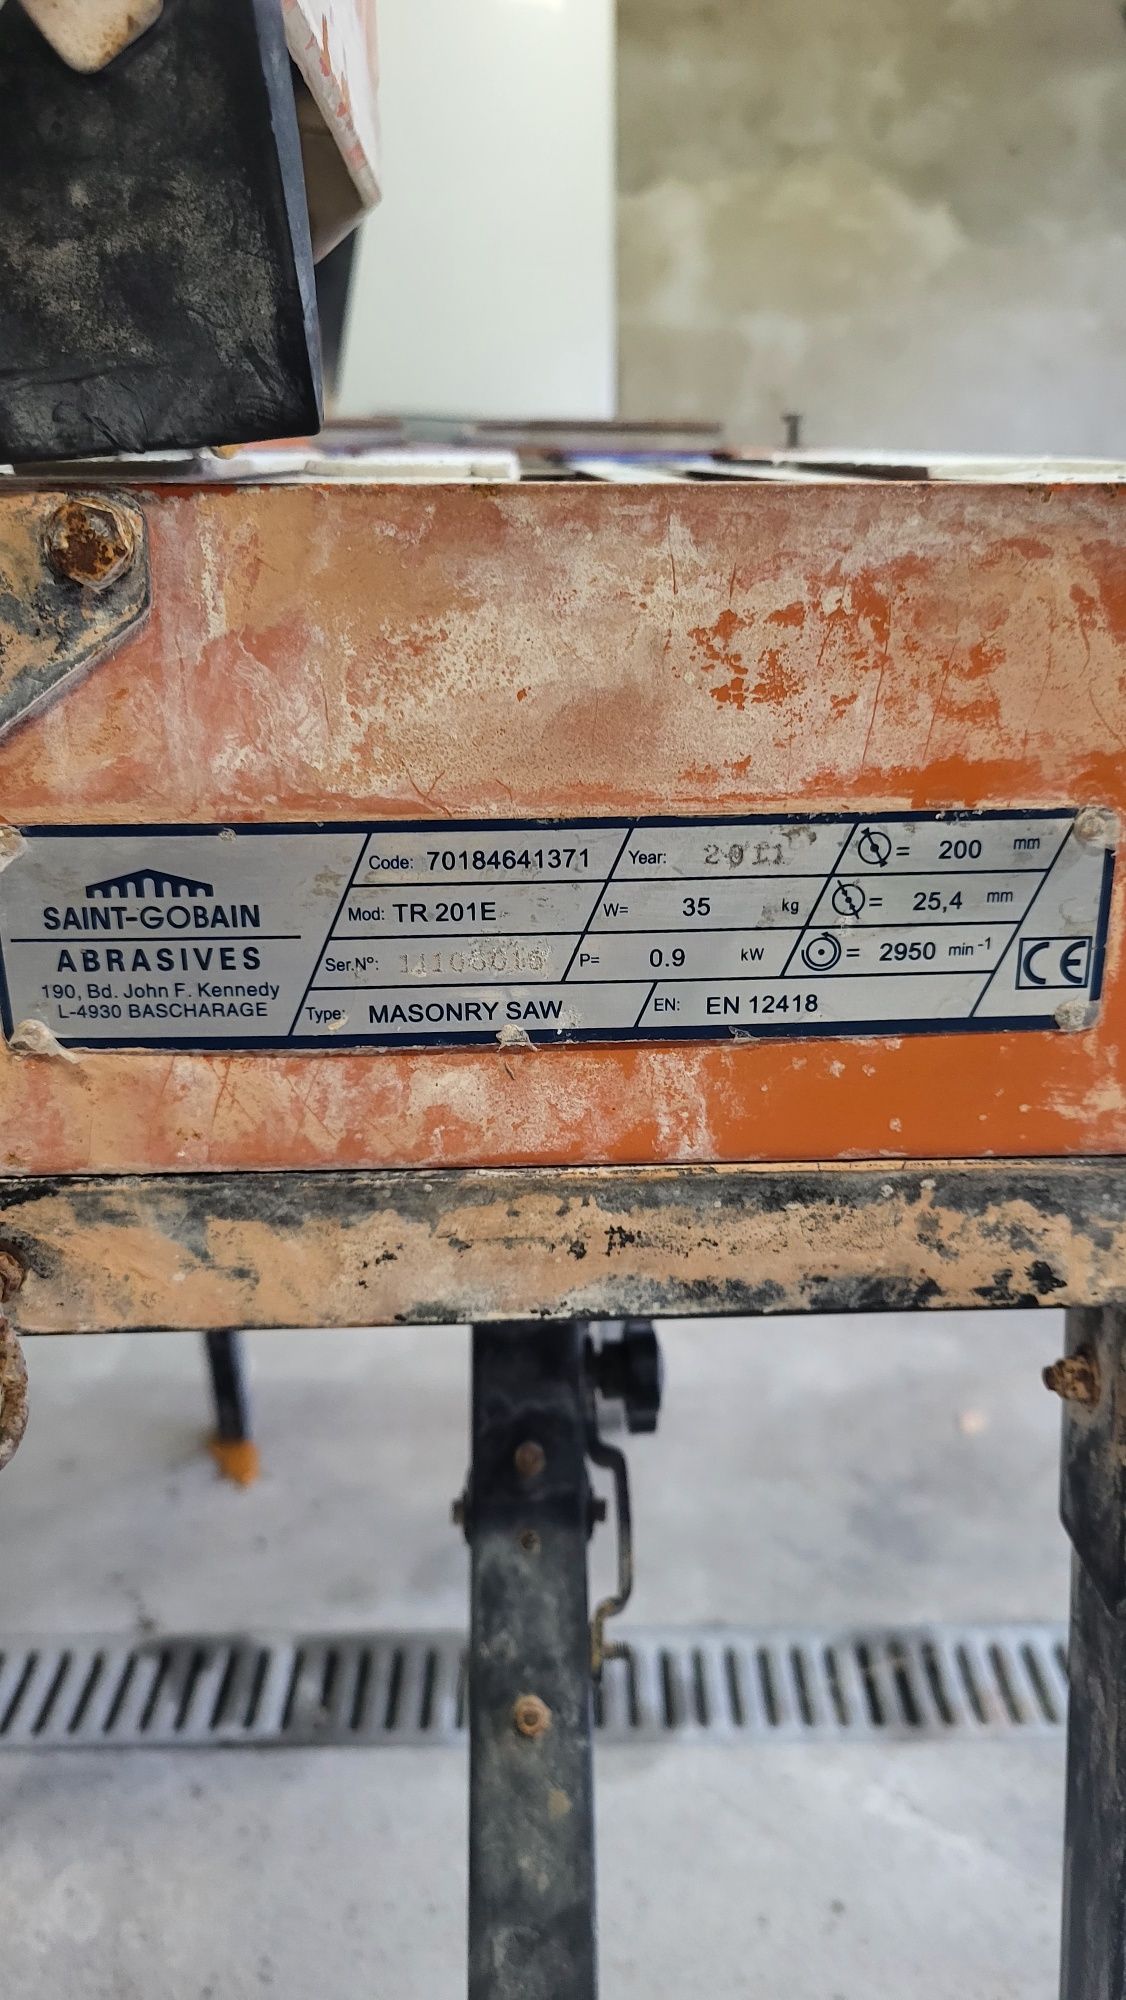 SAINT-GOBAIN
ABRASIVES
190, Bd. John F. Kennedy
L-4930 BASCHARAGE
Code: 70184641371 Year: 2011 = 200 mm
Mod: TR 201E W= 35 kg = 25,4 mm
Ser.Nº: P= 0.9 kW = 2950 min-1
Type: MASONRY SAW EN: EN 12418
CE